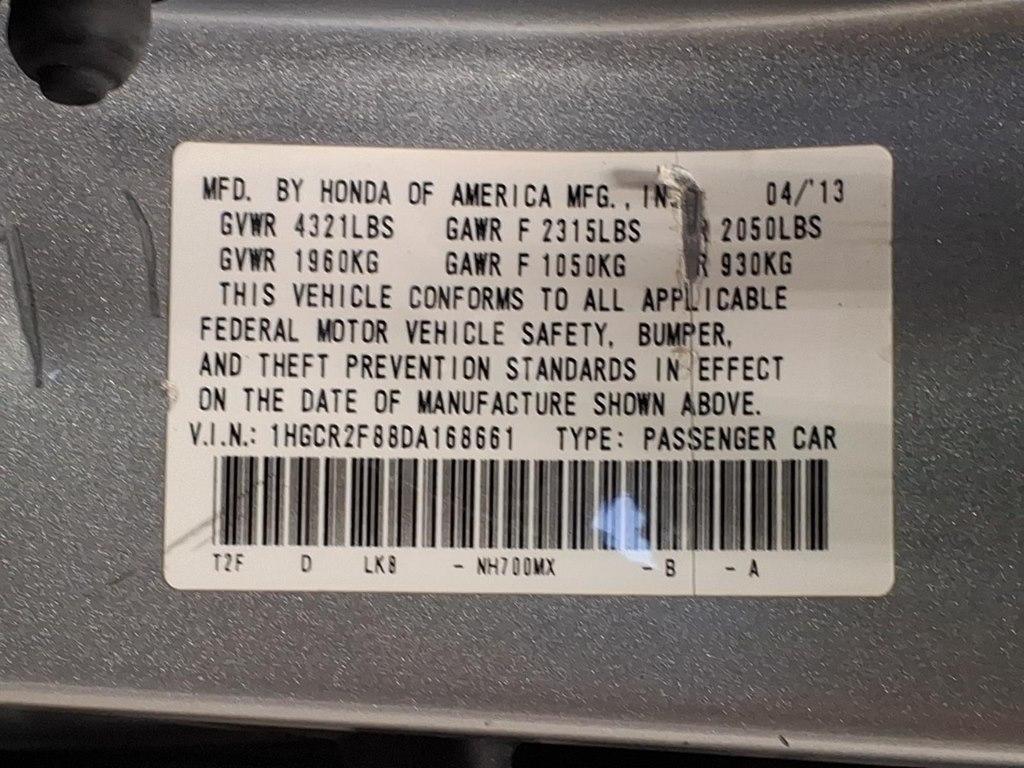 MFD. BY HONDA OF AMERICA MFG., IN 04/'13
GVWR 4321LBS GAWR F 2315LBS R 2050LBS
GVWR 1960KG GAWR F 1050KG R 930KG
THIS VEHICLE CONFORMS TO ALL APPLICABLE
FEDERAL MOTOR VEHICLE SAFETY, BUMPER,
AND THEFT PREVENTION STANDARDS IN EFFECT
ON THE DATE OF MANUFACTURE SHOWN ABOVE.
V.I.N.: 1HGCR2F88DA168661 TYPE: PASSENGER CAR
T2F D LK8 - NH700MX - B - A